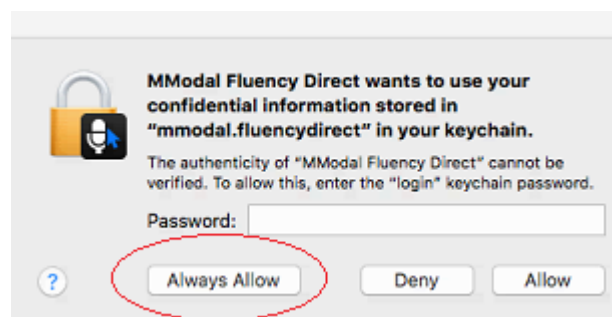 MModal Fluency Direct wants to use your
confidential information stored in
“mmodal.fluencydirect” in your keychain.
The authenticity of “MModal Fluency Direct” cannot be
verified. To allow this, enter the “login” keychain password.
Password:
? Always Allow Deny Allow